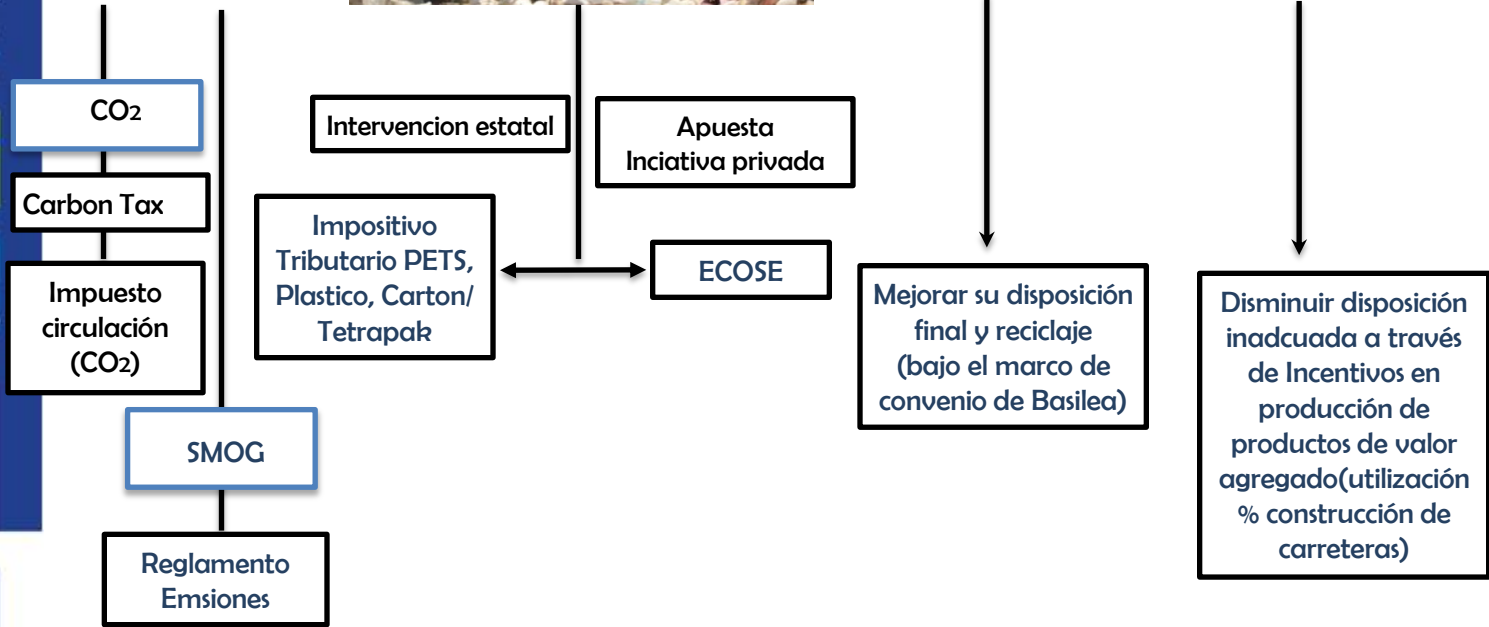 CO2
Carbon Tax
Impuesto
circulación
(CO2)
SMOG
Reglamento
Emsiones
Intervencion estatal
Apuesta
Inciativa privada
Impositivo
Tributario PETS,
Plastico, Carton/
Tetrapak
ECOSE
Mejorar su disposición
final y reciclaje
(bajo el marco de
convenio de Basilea)
Disminuir disposición
inadcuada a través
de Incentivos en
producción de
productos de valor
agregado(utilización
% construcción de
carreteras)